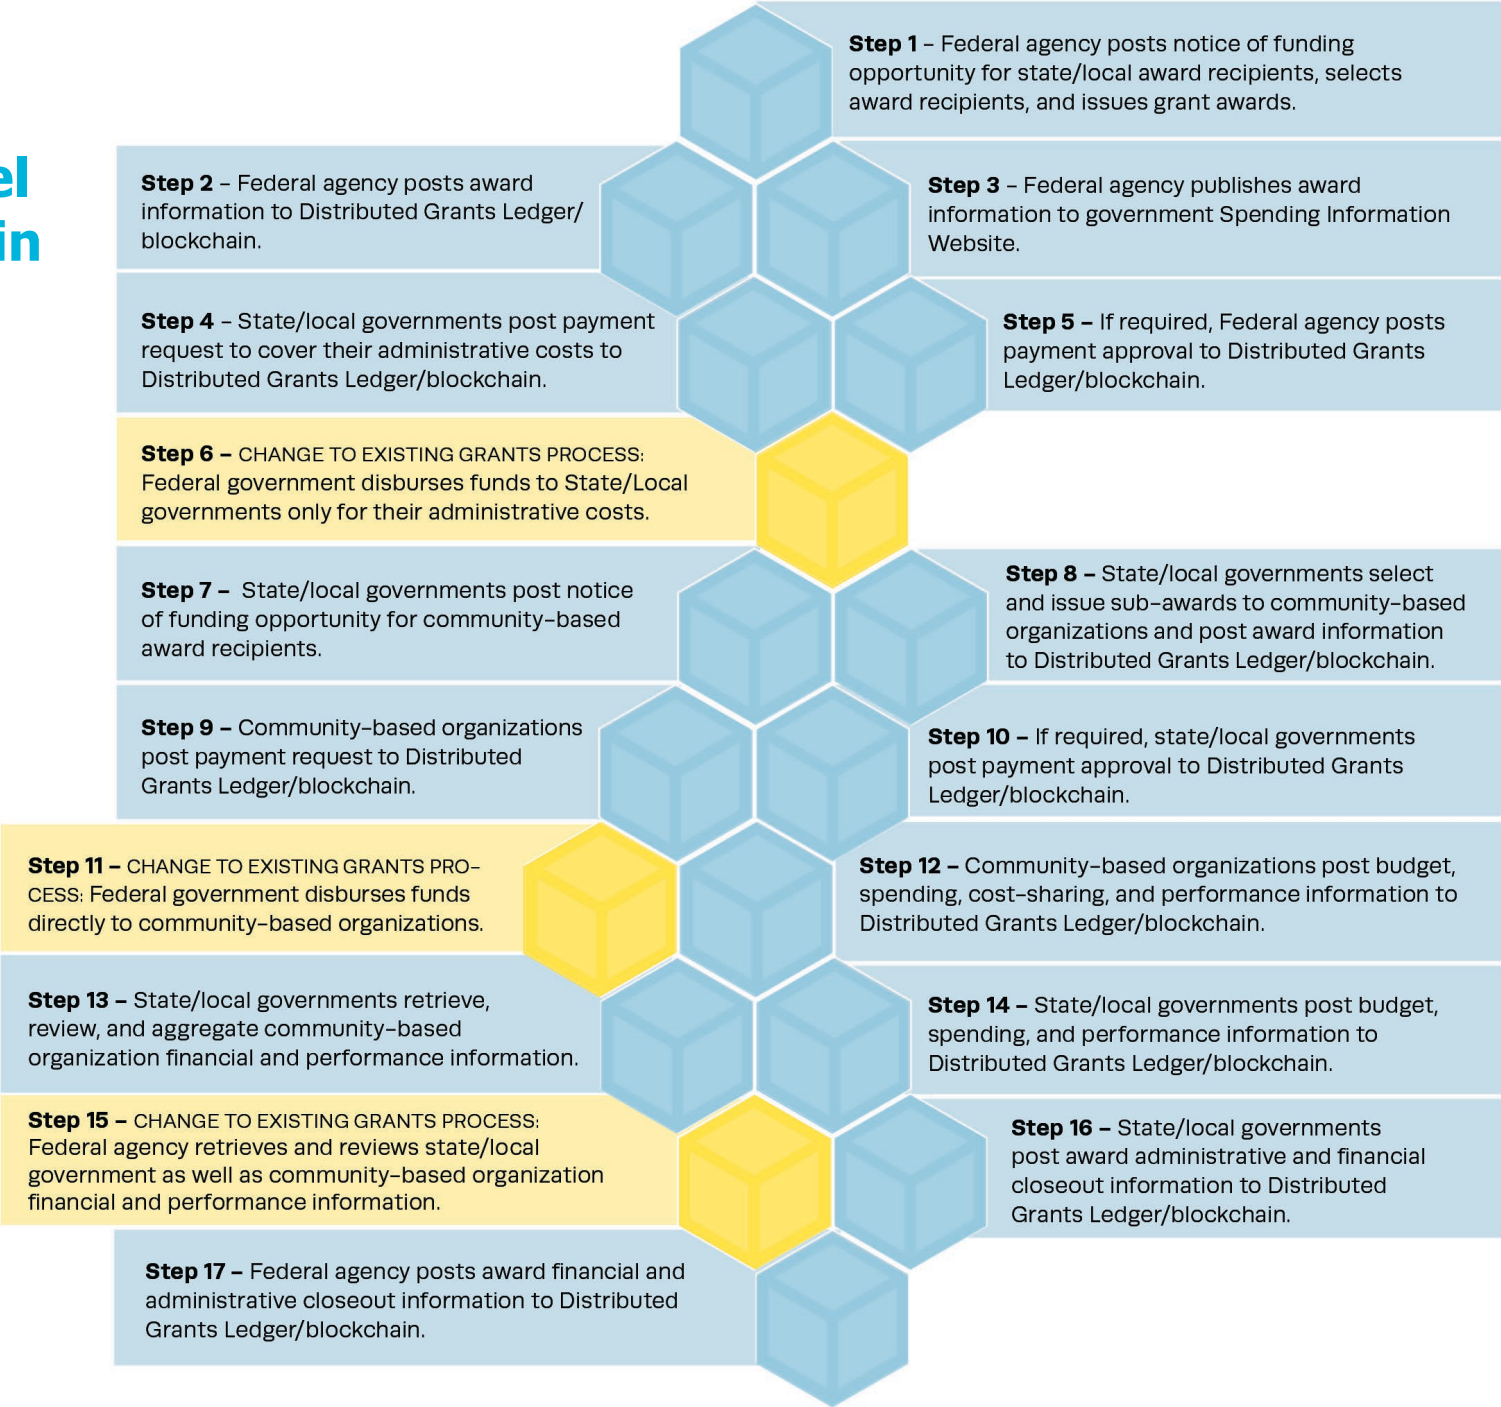 el
in
Step 1 - Federal agency posts notice of funding
opportunity for state/local award recipients, selects
award recipients, and issues grant awards.
Step 2 - Federal agency posts award
information to Distributed Grants Ledger/
blockchain.
Step 3 - Federal agency publishes award
information to government Spending Information
Website.
Step 4 - State/local governments post payment
request to cover their administrative costs to
Distributed Grants Ledger/blockchain.
Step 5 – If required, Federal agency posts
payment approval to Distributed Grants
Ledger/blockchain.
Step 6 – CHANGE TO EXISTING GRANTS PROCESS:
Federal government disburses funds to State/Local
governments only for their administrative costs.
Step 7 – State/local governments post notice
of funding opportunity for community-based
award recipients.
Step 8 – State/local governments select
and issue sub-awards to community-based
organizations and post award information
to Distributed Grants Ledger/blockchain.
Step 9 – Community-based organizations
post payment request to Distributed
Grants Ledger/blockchain.
Step 10 – If required, state/local governments
post payment approval to Distributed Grants
Ledger/blockchain.
Step 11 – CHANGE TO EXISTING GRANTS PRO-
CESS: Federal government disburses funds
directly to community-based organizations.
Step 12 – Community-based organizations post budget,
spending, cost-sharing, and performance information to
Distributed Grants Ledger/blockchain.
Step 13 – State/local governments retrieve,
review, and aggregate community-based
organization financial and performance information.
Step 14 – State/local governments post budget,
spending, and performance information to
Distributed Grants Ledger/blockchain.
Step 15 – CHANGE TO EXISTING GRANTS PROCESS:
Federal agency retrieves and reviews state/local
government as well as community-based organization
financial and performance information.
Step 16 – State/local governments
post award administrative and financial
closeout information to Distributed
Grants Ledger/blockchain.
Step 17 – Federal agency posts award financial and
administrative closeout information to Distributed
Grants Ledger/blockchain.